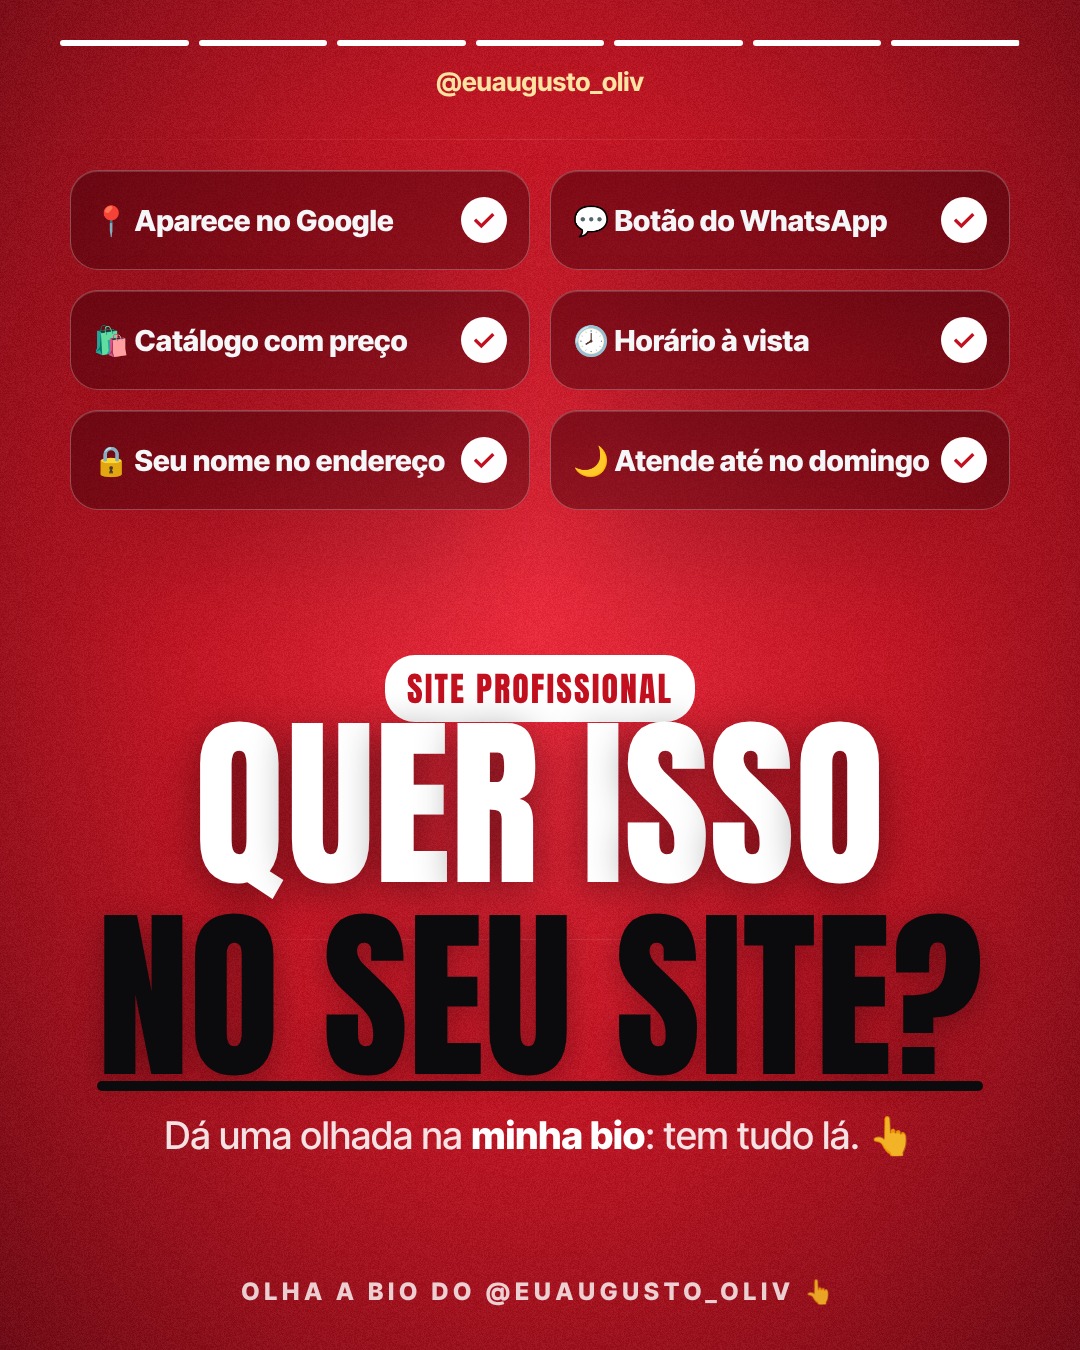 @euaugusto_oliv
📍 Aparece no Google
💬 Botão do WhatsApp
🛍️ Catálogo com preço
🕗 Horário à vista
🔒 Seu nome no endereço
🌙 Atende até no domingo
SITE PROFISSIONAL
QUER ISSO
NO SEU SITE?
Dá uma olhada na minha bio: tem tudo lá. 👆
OLHA A BIO DO @EUAUGUSTO_OLIV 👆